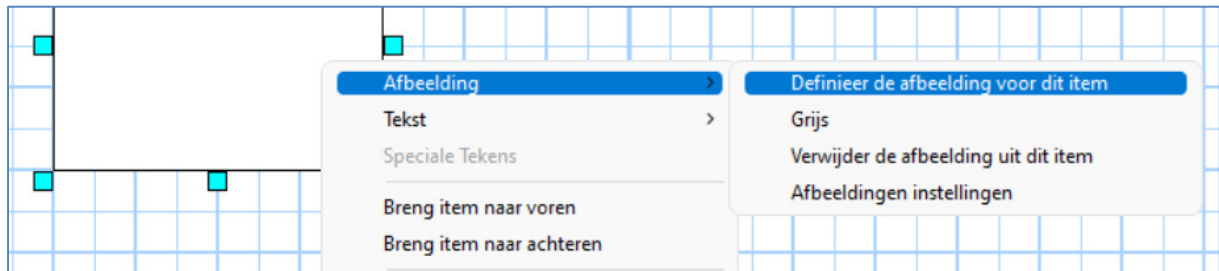 Afbeelding
Tekst
Speciale Tekens
Breng item naar voren
Breng item naar achteren
Definieer de afbeelding voor dit item
Grijs
Verwijder de afbeelding uit dit item
Afbeeldingen instellingen